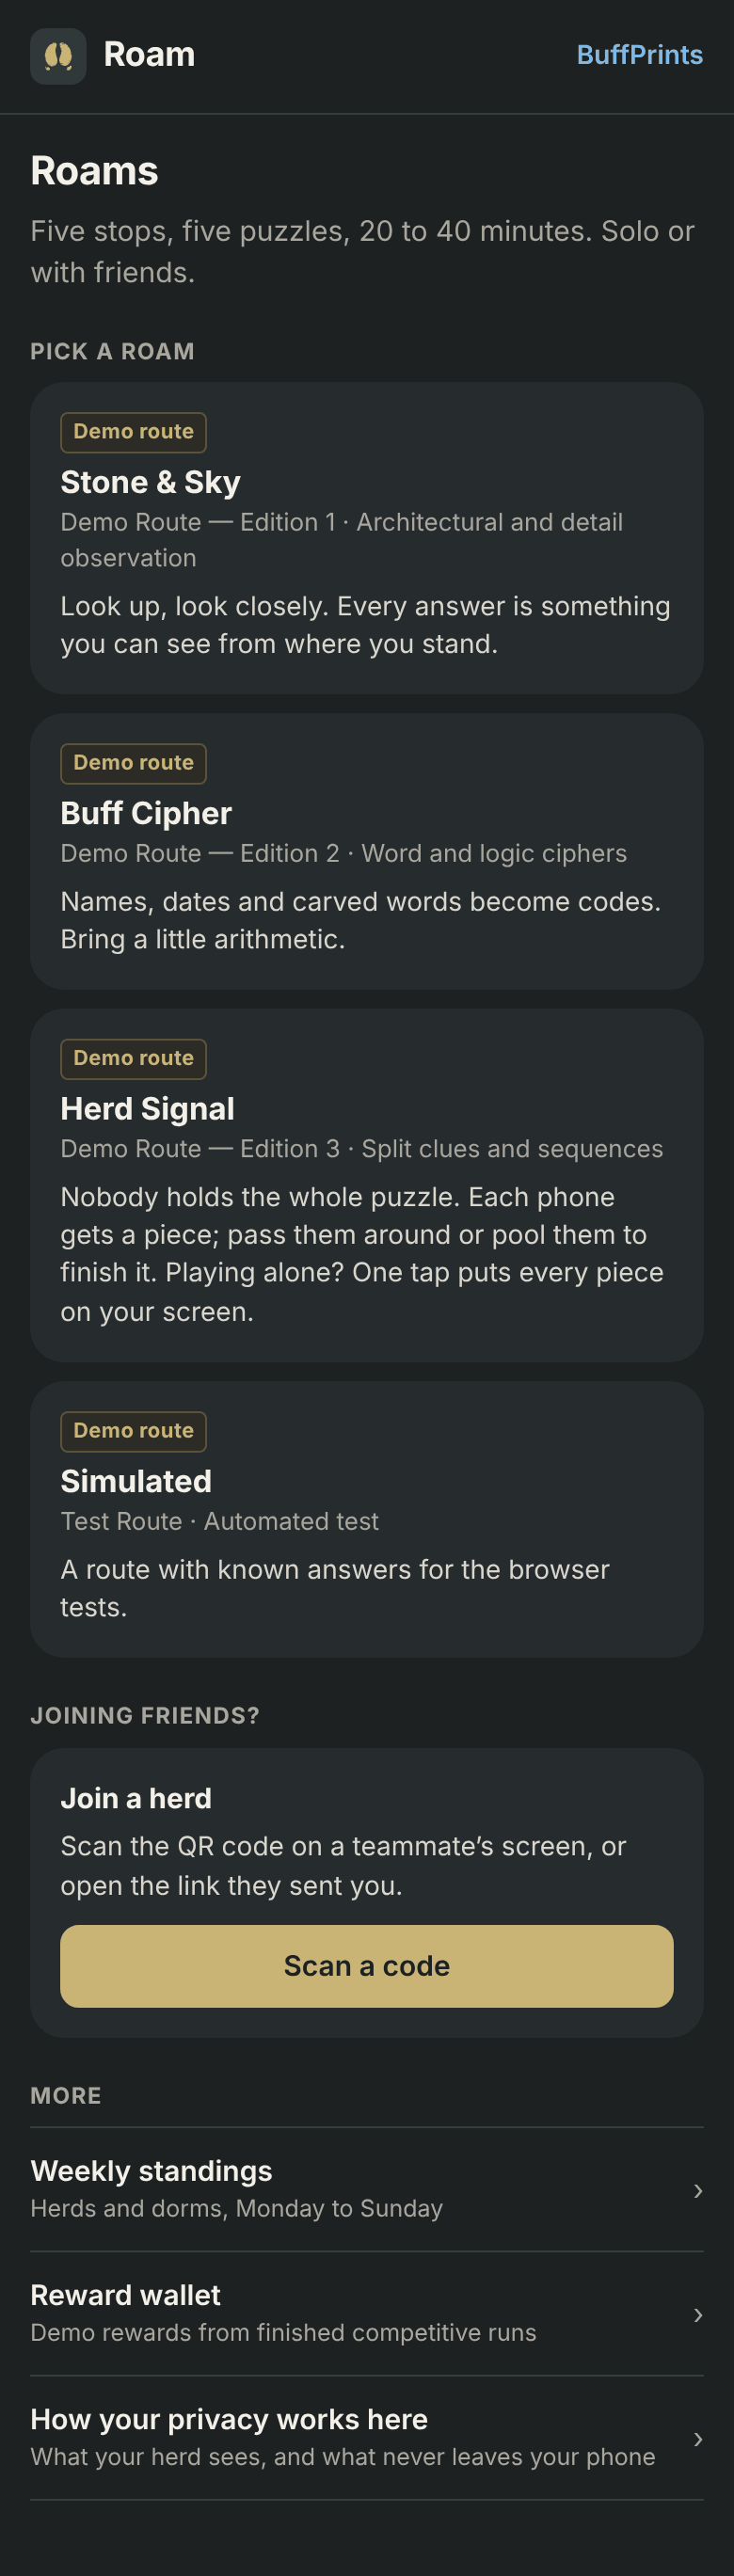 Roam
BuffPrints
Roams
Five stops, five puzzles, 20 to 40 minutes. Solo or
with friends.
PICK A ROAM
Demo route
Stone & Sky
Demo Route — Edition 1 · Architectural and detail
observation
Look up, look closely. Every answer is something
you can see from where you stand.
Demo route
Buff Cipher
Demo Route — Edition 2 · Word and logic ciphers
Names, dates and carved words become codes.
Bring a little arithmetic.
Demo route
Herd Signal
Demo Route — Edition 3 · Split clues and sequences
Nobody holds the whole puzzle. Each phone
gets a piece; pass them around or pool them to
finish it. Playing alone? One tap puts every piece
on your screen.
Demo route
Simulated
Test Route · Automated test
A route with known answers for the browser
tests.
JOINING FRIENDS?
Join a herd
Scan the QR code on a teammate’s screen, or
open the link they sent you.
Scan a code
MORE
Weekly standings
Herds and dorms, Monday to Sunday
Reward wallet
Demo rewards from finished competitive runs
How your privacy works here
What your herd sees, and what never leaves your phone